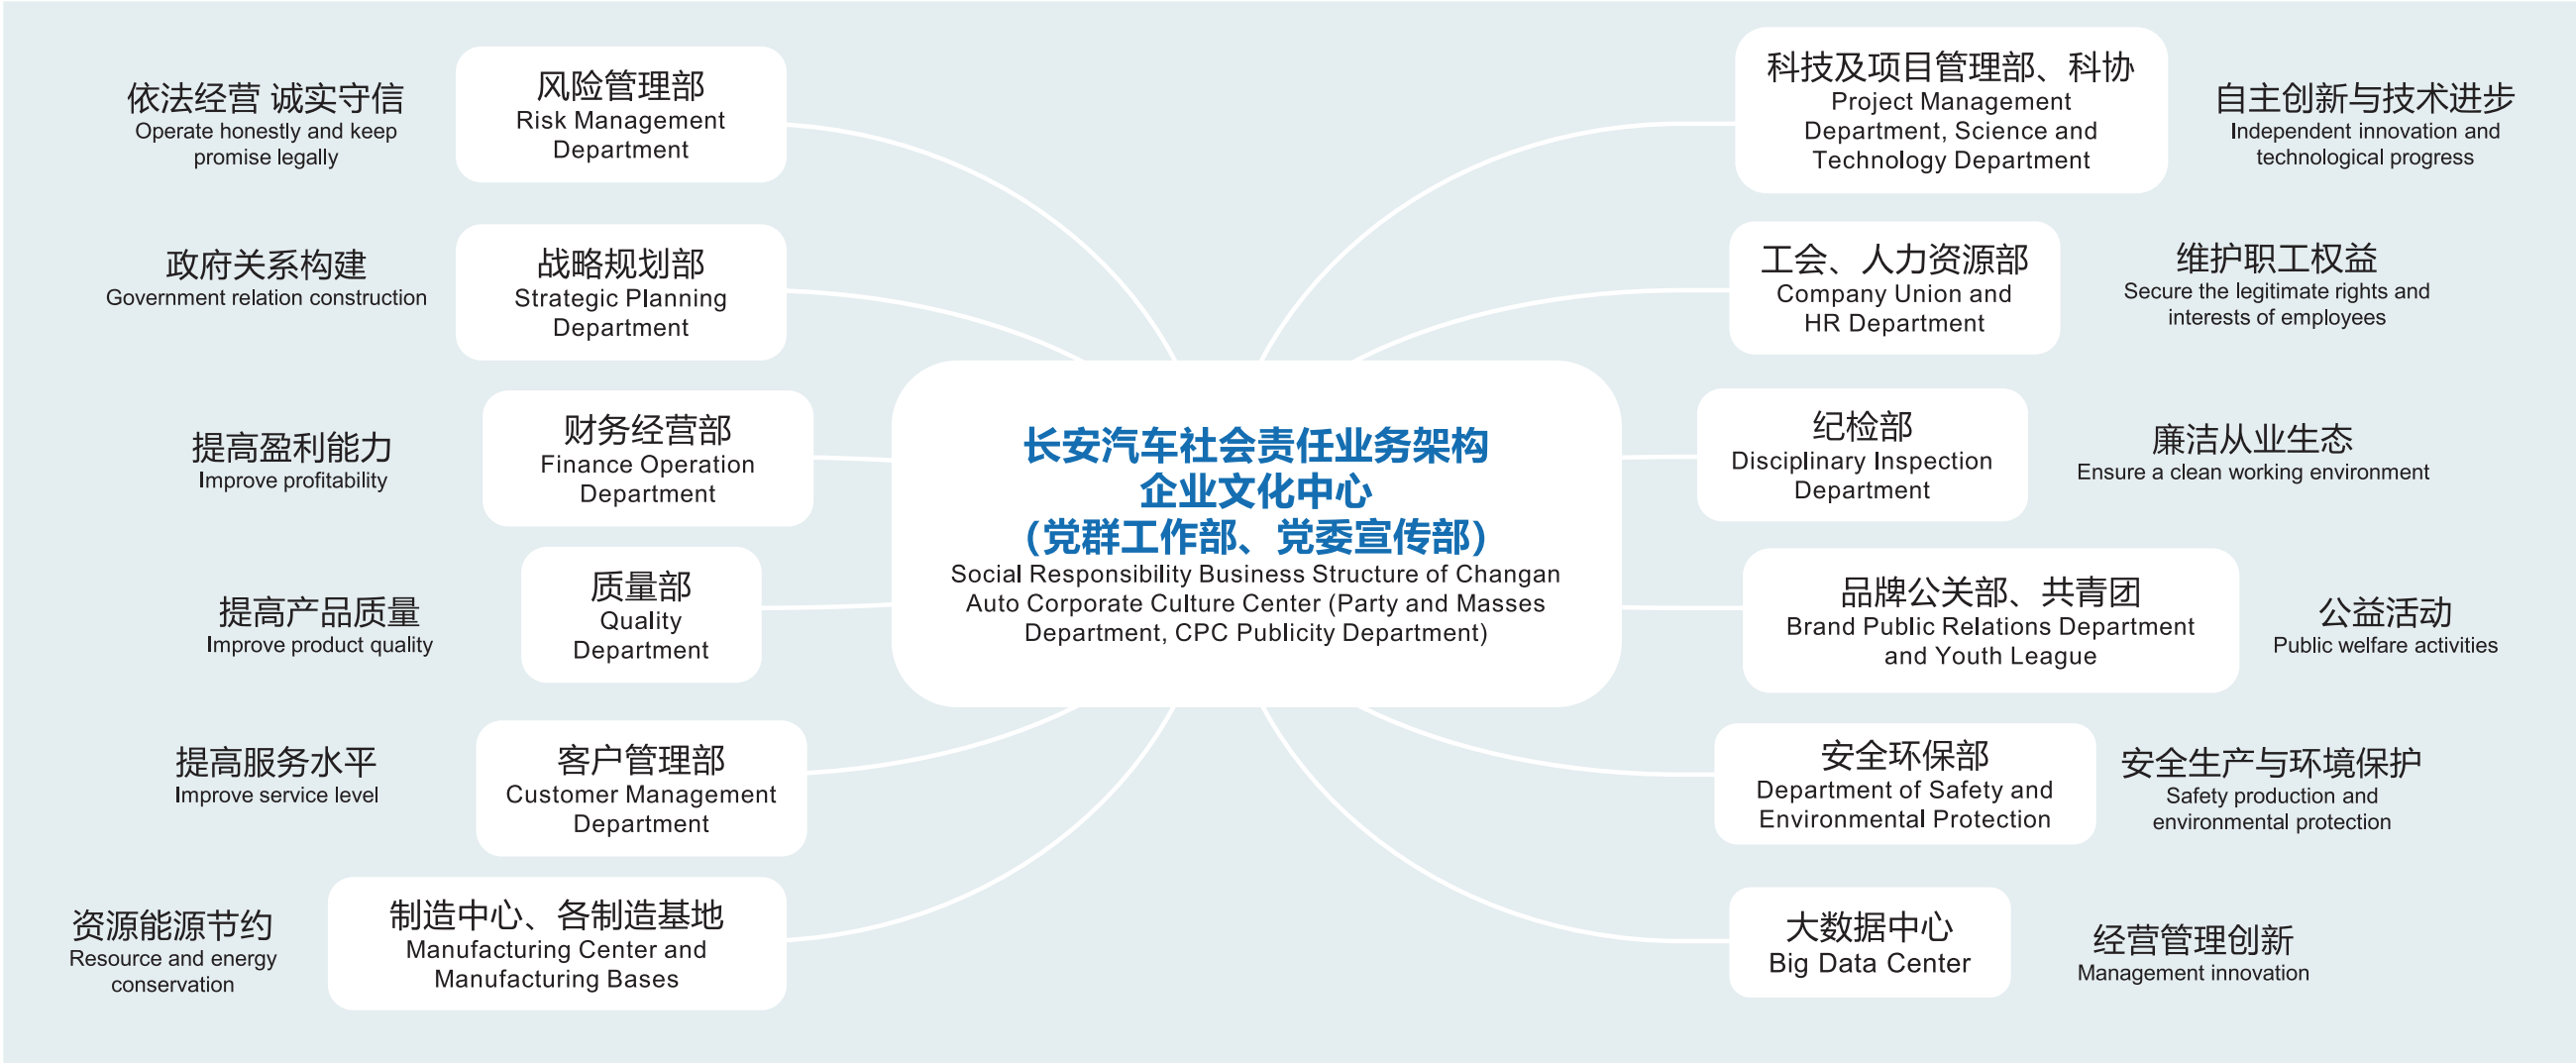 依法经营 诚实守信
Operate honestly and keep
promise legally
风险管理部
Risk Management
Department
政府关系构建
Government relation construction
战略规划部
Strategic Planning
Department
提高盈利能力
Improve profitability
财务经营部
Finance Operation
Department
提高产品质量
Improve product quality
质量部
Quality
Department
提高服务水平
Improve service level
客户管理部
Customer Management
Department
资源能源节约
Resource and energy
conservation
制造中心、各制造基地
Manufacturing Center and
Manufacturing Bases
长安汽车社会责任业务架构
企业文化中心
（党群工作部、党委宣传部）
Social Responsibility Business Structure of Changan
Auto Corporate Culture Center (Party and Masses
Department, CPC Publicity Department)
科技及项目管理部、科协
Project Management
Department, Science and
Technology Department
自主创新与技术进步
Independent innovation and
technological progress
工会、人力资源部
Company Union and
HR Department
维护职工权益
Secure the legitimate rights and
interests of employees
纪检部
Disciplinary Inspection
Department
廉洁从业生态
Ensure a clean working environment
品牌公关部、共青团
Brand Public Relations Department
and Youth League
公益活动
Public welfare activities
安全环保部
Department of Safety and
Environmental Protection
安全生产与环境保护
Safety production and
environmental protection
大数据中心
Big Data Center
经营管理创新
Management innovation